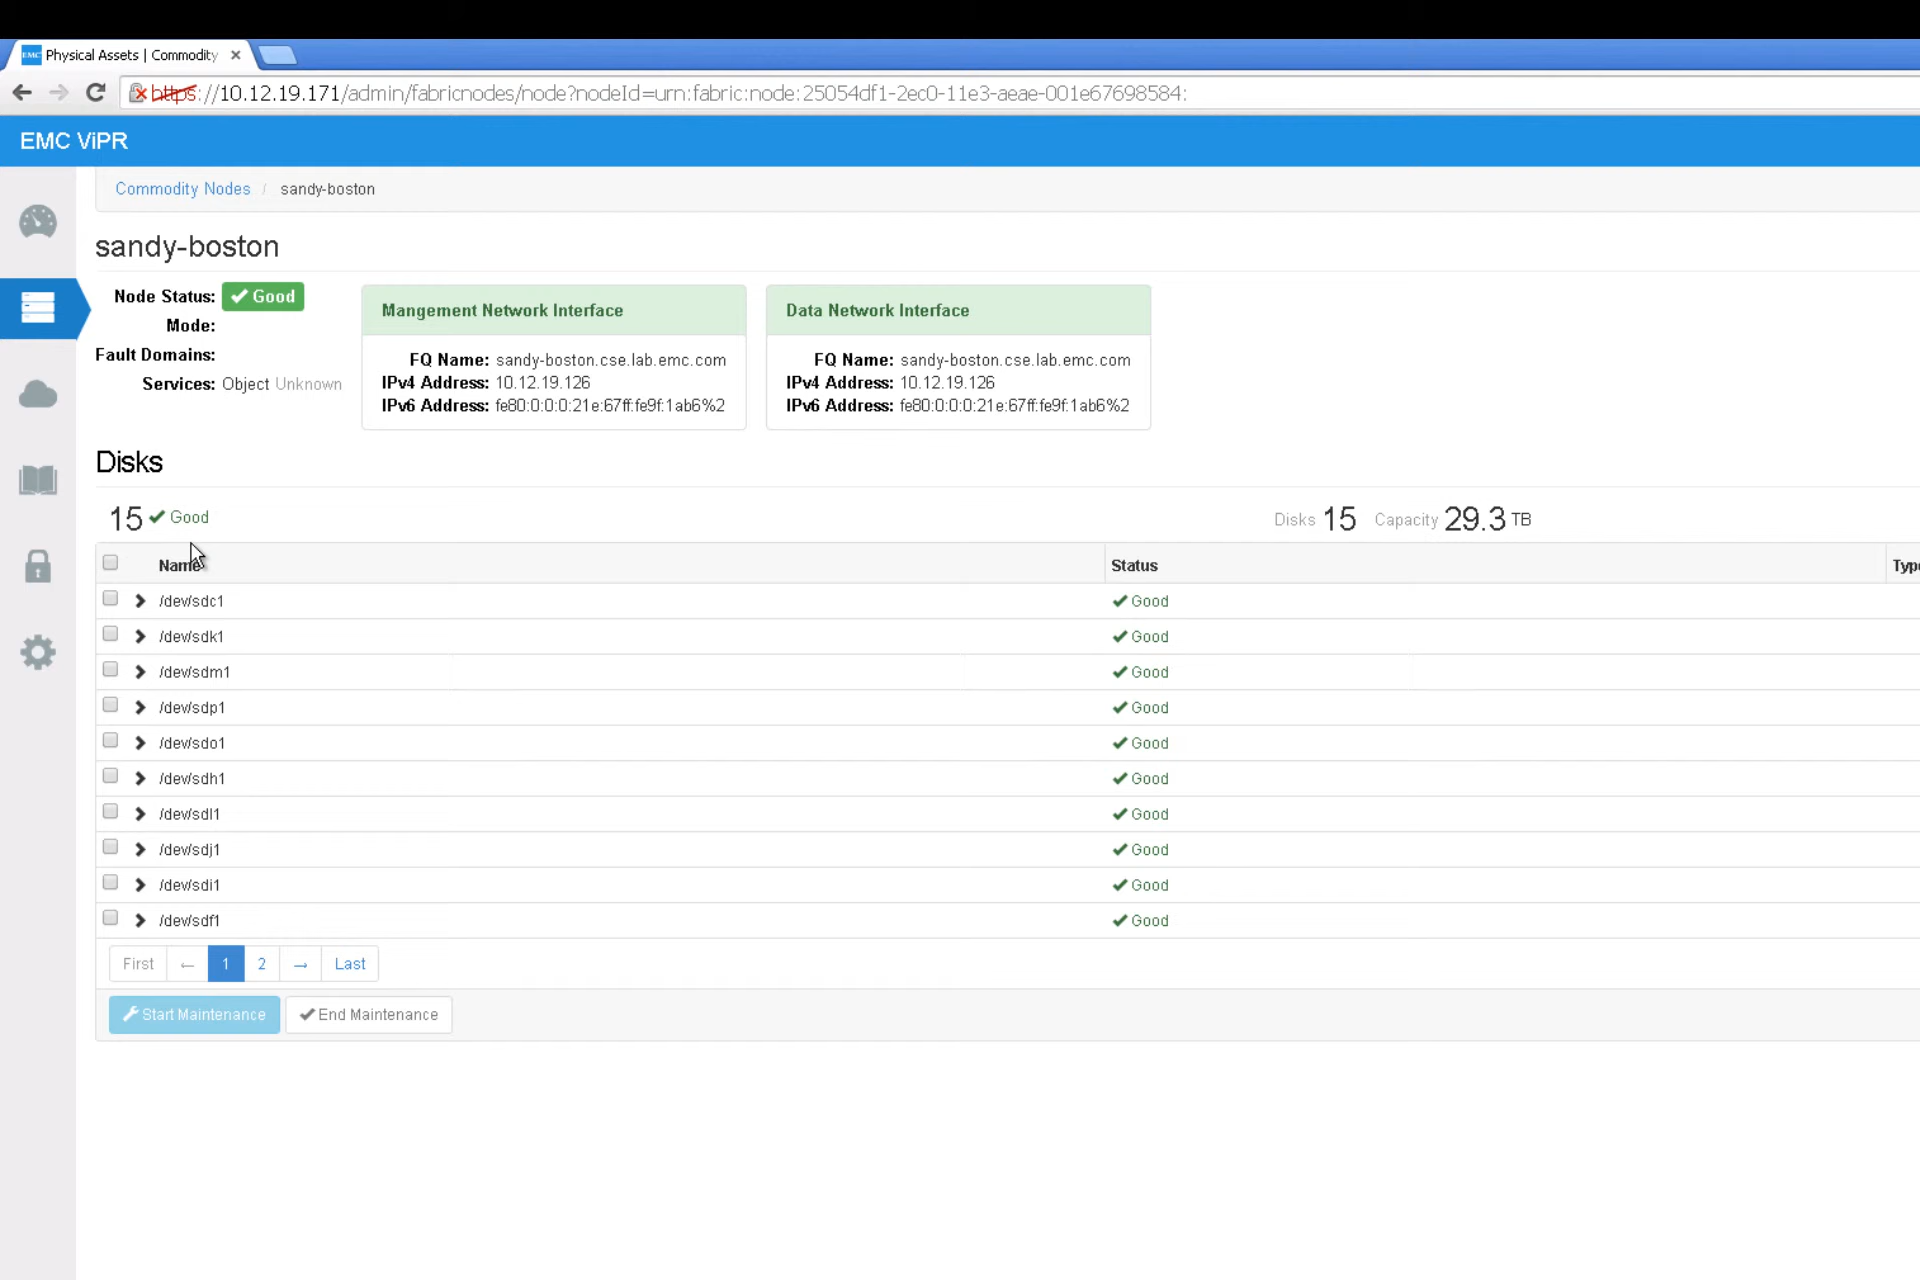 EMC Physical Assets | Commodity
https://10.12.19.171/admin/fabricnodes/node?nodeId=urn:fabric:node:25054df1-2ec0-11e3-aeae-001e67698584:
EMC ViPR
Commodity Nodes / sandy-boston
sandy-boston
Node Status: Good
Mode:
Fault Domains:
Services: Object Unknown
Mangement Network Interface
FQ Name: sandy-boston.cse.lab.emc.com
IPv4 Address: 10.12.19.126
IPv6 Address: fe80:0:0:0:21e:67ff:fe9f:1ab6%2
Data Network Interface
FQ Name: sandy-boston.cse.lab.emc.com
IPv4 Address: 10.12.19.126
IPv6 Address: fe80:0:0:0:21e:67ff:fe9f:1ab6%2
Disks
15 Good
Disks 15 Capacity 29.3 TB
Name Status Type
/dev/sdc1 Good
/dev/sdk1 Good
/dev/sdm1 Good
/dev/sdp1 Good
/dev/sdo1 Good
/dev/sdh1 Good
/dev/sdl1 Good
/dev/sdj1 Good
/dev/sdi1 Good
/dev/sdf1 Good
First ← 1 2 → Last
Start Maintenance End Maintenance